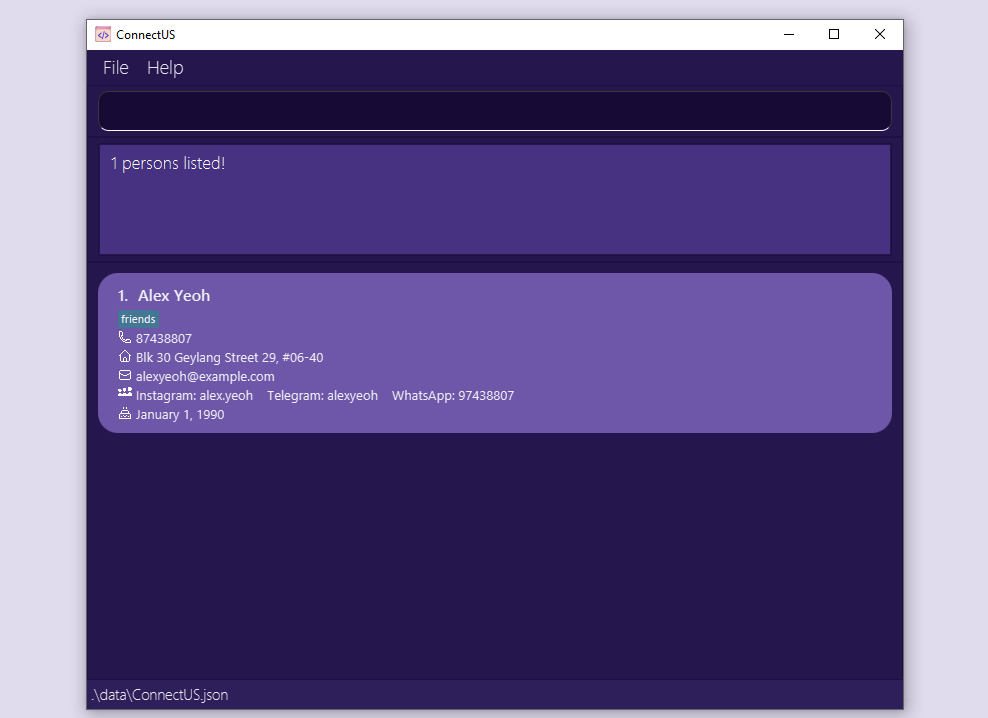 ConnectUS
File Help
1 persons listed!
1. Alex Yeoh
friends
87438807
Blk 30 Geylang Street 29, #06-40
alexyeoh@example.com
Instagram: alex.yeoh Telegram: alexyeoh WhatsApp: 97438807
January 1, 1990
.\data\ConnectUS.json